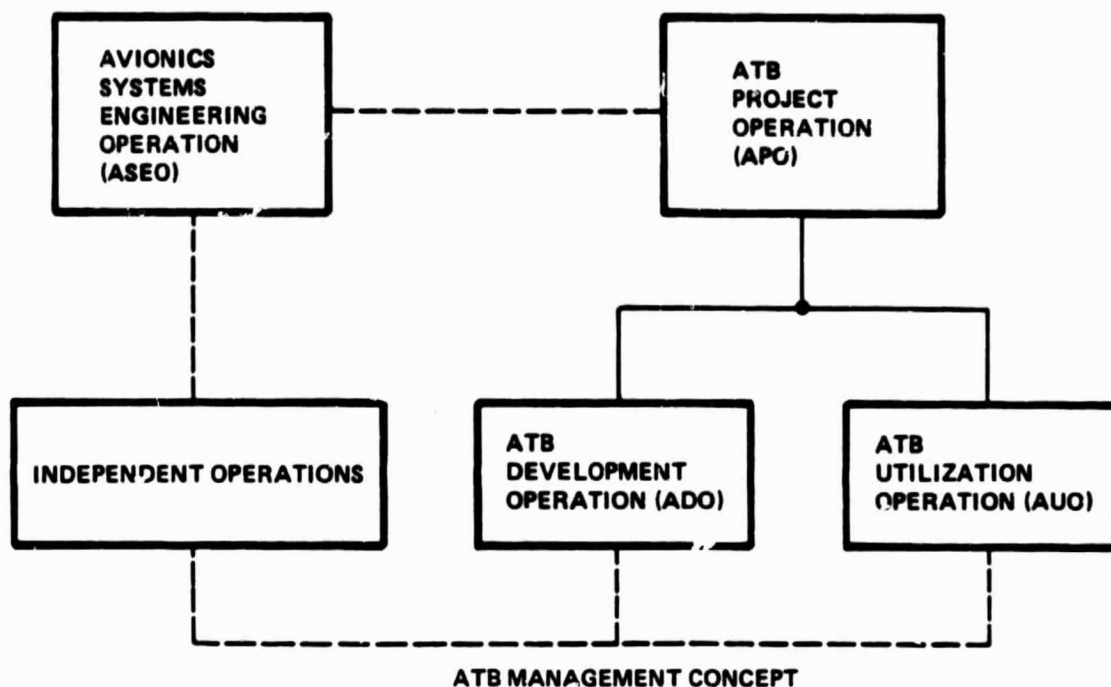 AVIONICS
SYSTEMS
ENGINEERING
OPERATION
(ASEO)
ATB
PROJECT
OPERATION
(APO)
INDEPENDENT OPERATIONS
ATB
DEVELOPMENT
OPERATION (ADO)
ATB
UTILIZATION
OPERATION (AUO)
ATB MANAGEMENT CONCEPT